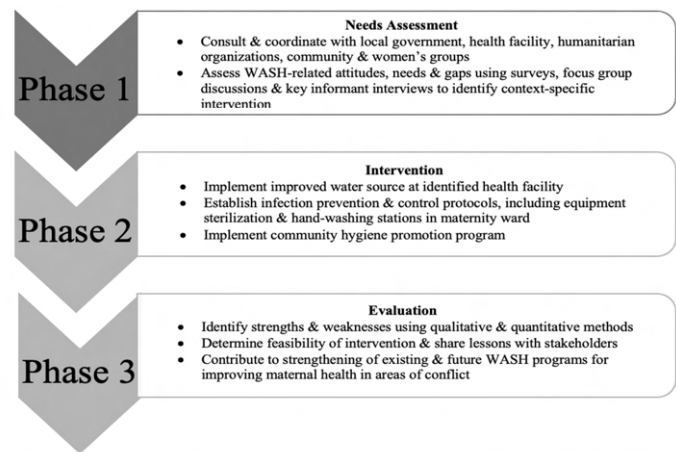 Phase 1
Needs Assessment
• Consult & coordinate with local government, health facility, humanitarian
organizations, community & women's groups
• Assess WASH-related attitudes, needs & gaps using surveys, focus group
discussions & key informant interviews to identify context-specific
intervention
Phase 2
Intervention
• Implement improved water source at identified health facility
• Establish infection prevention & control protocols, including equipment
sterilization & hand-washing stations in maternity ward
• Implement community hygiene promotion program
Phase 3
Evaluation
• Identify strengths & weaknesses using qualitative & quantitative methods
• Determine feasibility of intervention & share lessons with stakeholders
• Contribute to strengthening of existing & future WASH programs for
improving maternal health in areas of conflict